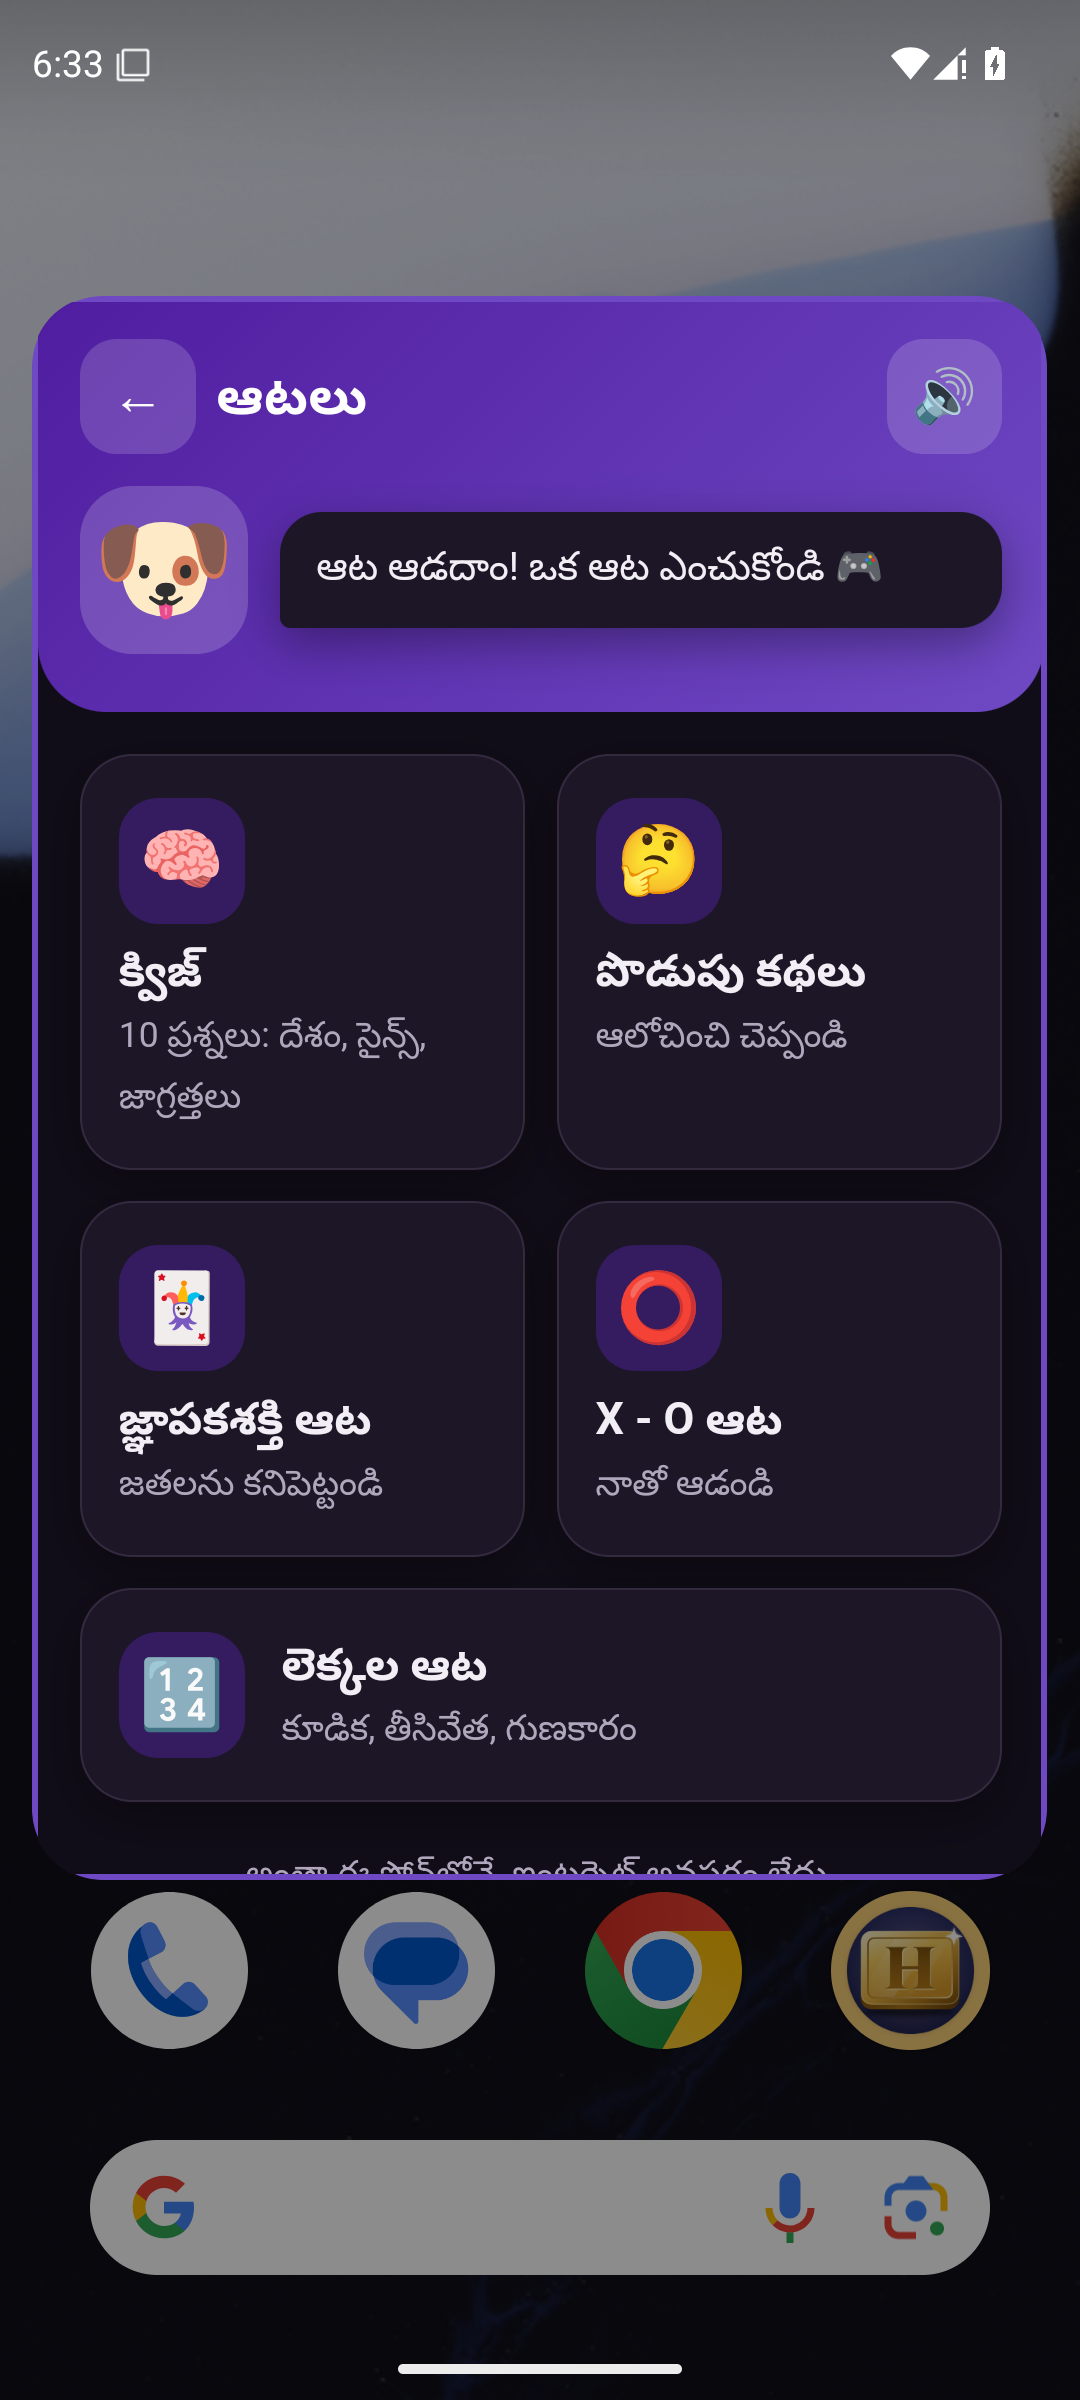 6:33
← ఆటలు
ఆట ఆడదాం! ఒక ఆట ఎంచుకోండి 🎮
క్విజ్
10 ప్రశ్నలు: దేశం, సైన్స్,
జాగ్రత్తలు
పొడుపు కథలు
ఆలోచించి చెప్పండి
జ్ఞాపకశక్తి ఆట
జతలను కనిపెట్టండి
X - O ఆట
నాతో ఆడండి
1234
లెక్కల ఆట
కూడిక, తీసివేత, గుణకారం
H
G